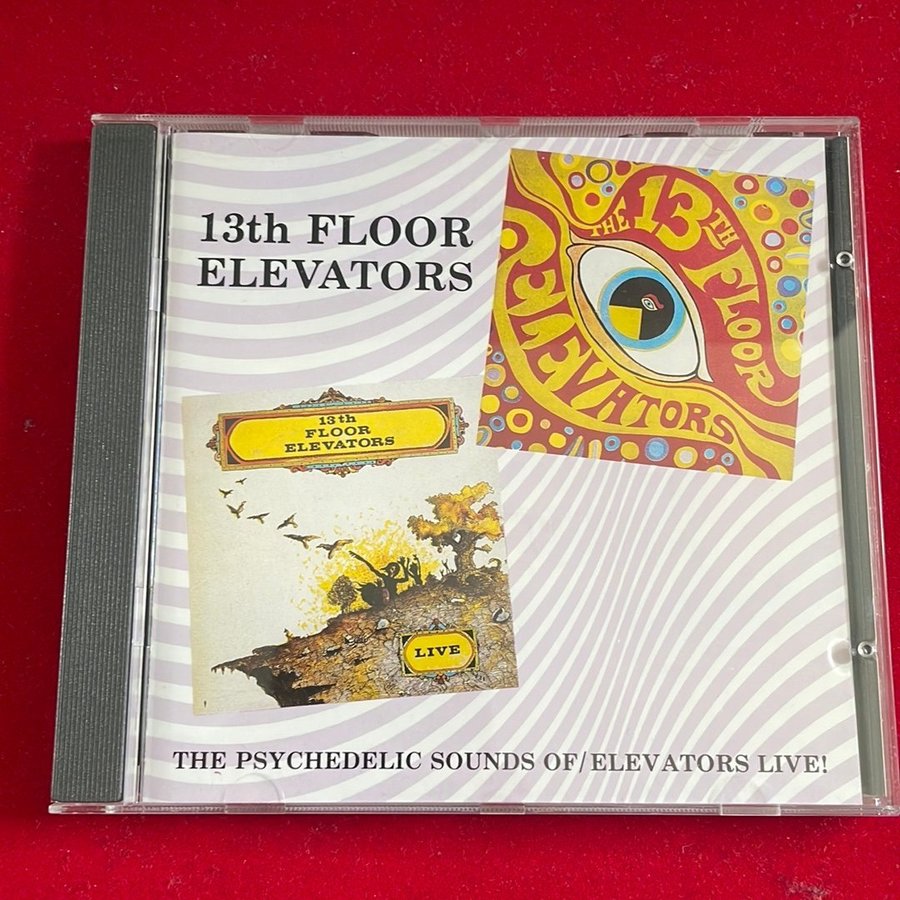 13th FLOOR
ELEVATORS
THE 13TH FLOOR
ELEVATORS
13th
FLOOR
ELEVATORS
LIVE
THE PSYCHEDELIC SOUNDS OF/ELEVATORS LIVE!